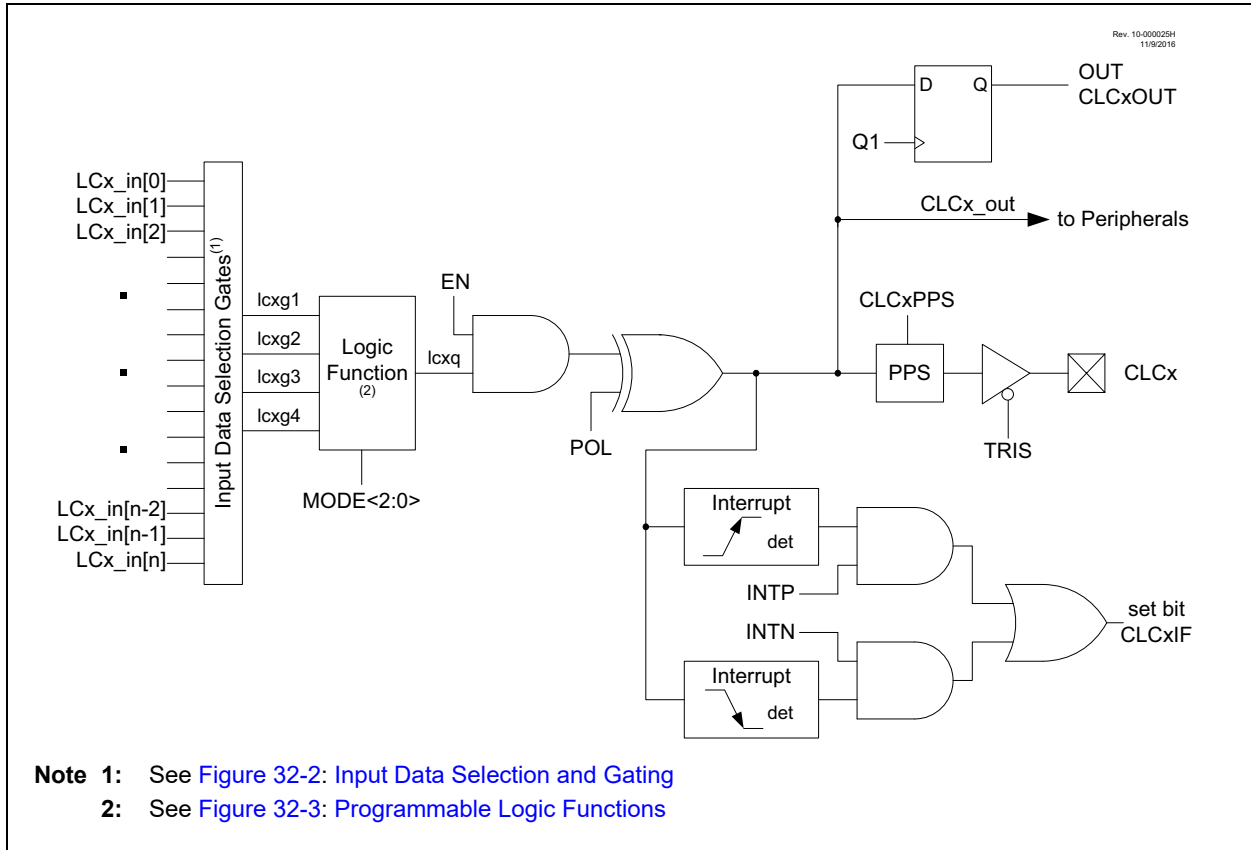 Rev. 10-000025H
11/9/2016
OUT
CLCxOUT
D
Q
Q1
CLCx_out
to Peripherals
LCx_in[0]
LCx_in[1]
LCx_in[2]
LCx_in[n-2]
LCx_in[n-1]
LCx_in[n]
Input Data Selection Gates(1)
lcxg1
lcxg2
lcxg3
lcxg4
Logic
Function
(2)
MODE<2:0>
lcxq
EN
POL
CLCxPPS
PPS
TRIS
CLCx
Interrupt
det
INTP
INTN
Interrupt
det
set bit
CLCxIF
Note 1: See Figure 32-2: Input Data Selection and Gating
2: See Figure 32-3: Programmable Logic Functions